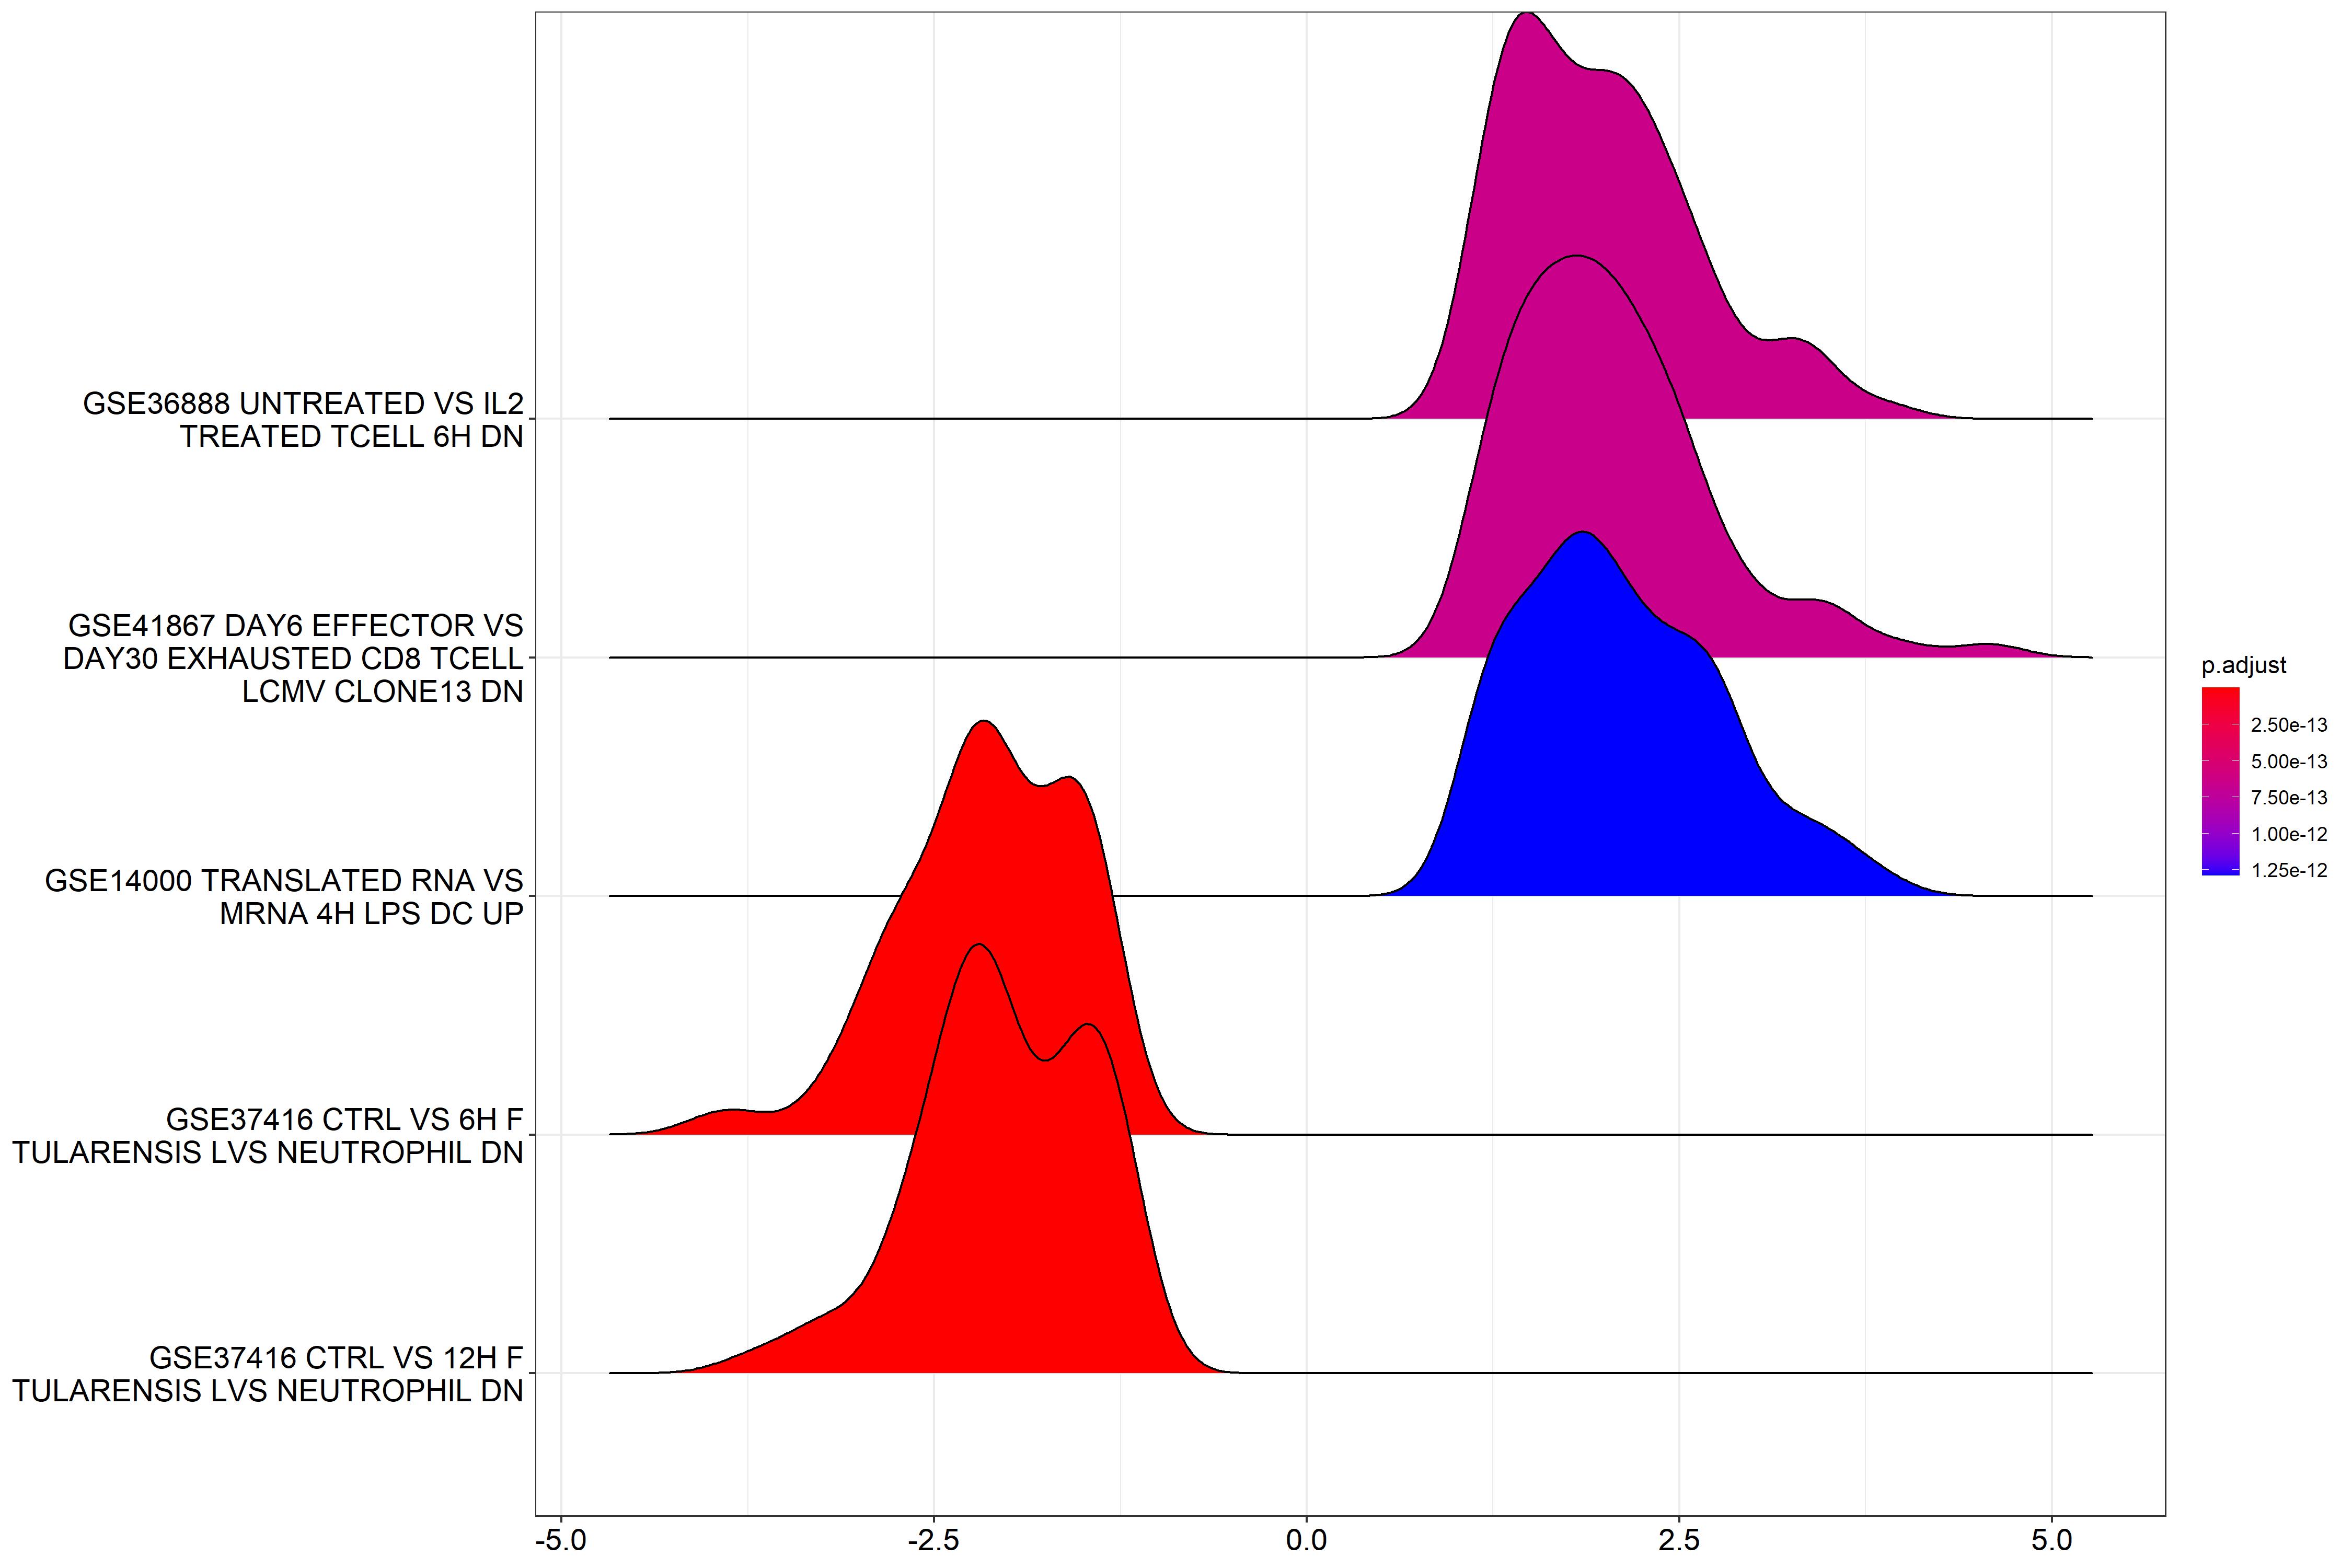 GSE36888 UNTREATED VS IL2
TREATED TCELL 6H DN
GSE41867 DAY6 EFFECTOR VS
DAY30 EXHAUSTED CD8 TCELL
LCMV CLONE13 DN
GSE14000 TRANSLATED RNA VS
MRNA 4H LPS DC UP
GSE37416 CTRL VS 6H F
TULARENSIS LVS NEUTROPHIL DN
GSE37416 CTRL VS 12H F
TULARENSIS LVS NEUTROPHIL DN
-5.0
-2.5
0.0
2.5
5.0
p.adjust
2.50e-13
5.00e-13
7.50e-13
1.00e-12
1.25e-12